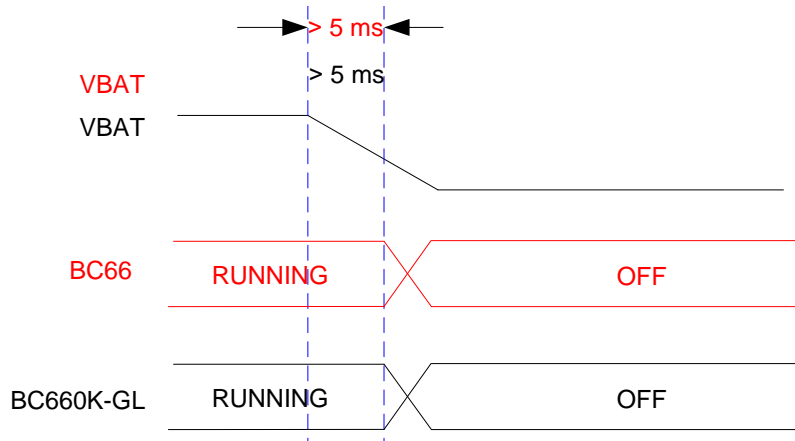 > 5 ms
> 5 ms
VBAT
VBAT
BC66 RUNNING OFF
BC660K-GL RUNNING OFF